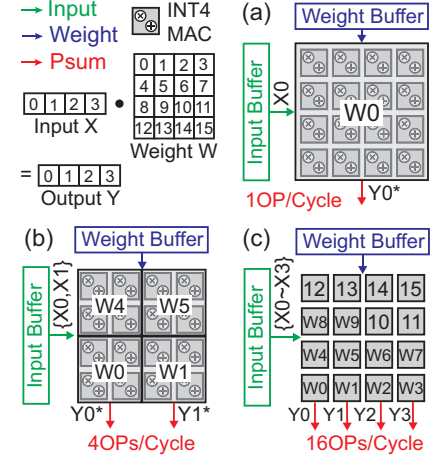 Input
Weight
Psum
INT4
MAC
0 1 2 3
Input X
0 1 2 3
4 5 6 7
8 9 10 11
12 13 14 15
Weight W
= 0 1 2 3
Output Y
(a)
Weight Buffer
Input Buffer
X0
W0
1OP/Cycle
Y0*
(b)
Weight Buffer
Input Buffer
{X0,X1}
W4 W5
W0 W1
Y0* Y1*
4OPs/Cycle
(c)
Weight Buffer
Input Buffer
{X0~X3}
12 13 14 15
W8 W9 10 11
W4 W5 W6 W7
W0 W1 W2 W3
Y0 Y1 Y2 Y3
16OPs/Cycle